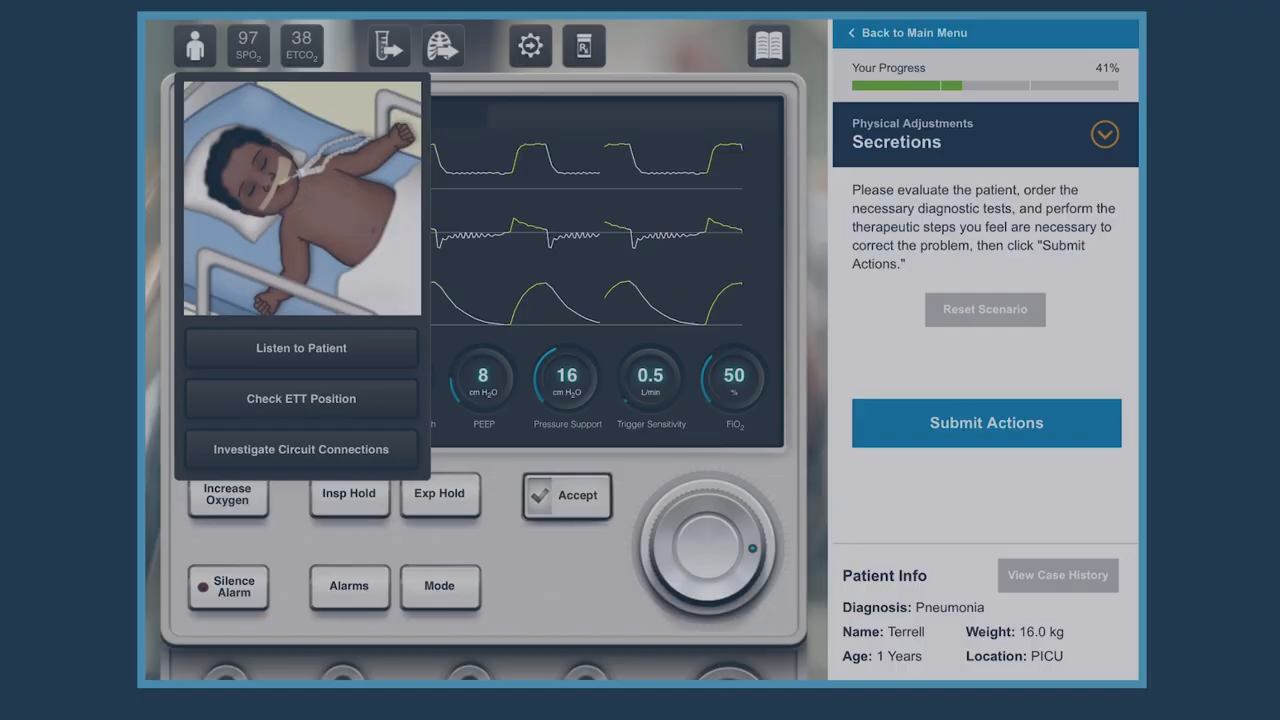 97
SPO2
38
ETCO2
Back to Main Menu
Your Progress
41%
Physical Adjustments
Secretions
Please evaluate the patient, order the
necessary diagnostic tests, and perform the
therapeutic steps you feel are necessary to
correct the problem, then click "Submit
Actions."
Reset Scenario
Submit Actions
Listen to Patient
Check ETT Position
Investigate Circuit Connections
8
cm H2O
PEEP
16
cm H2O
Pressure Support
0.5
L/min
Trigger Sensitivity
50
%
FiO2
Increase
Oxygen
Insp Hold
Exp Hold
Accept
Silence
Alarm
Alarms
Mode
Patient Info
View Case History
Diagnosis: Pneumonia
Name: Terrell
Weight: 16.0 kg
Age: 1 Years
Location: PICU